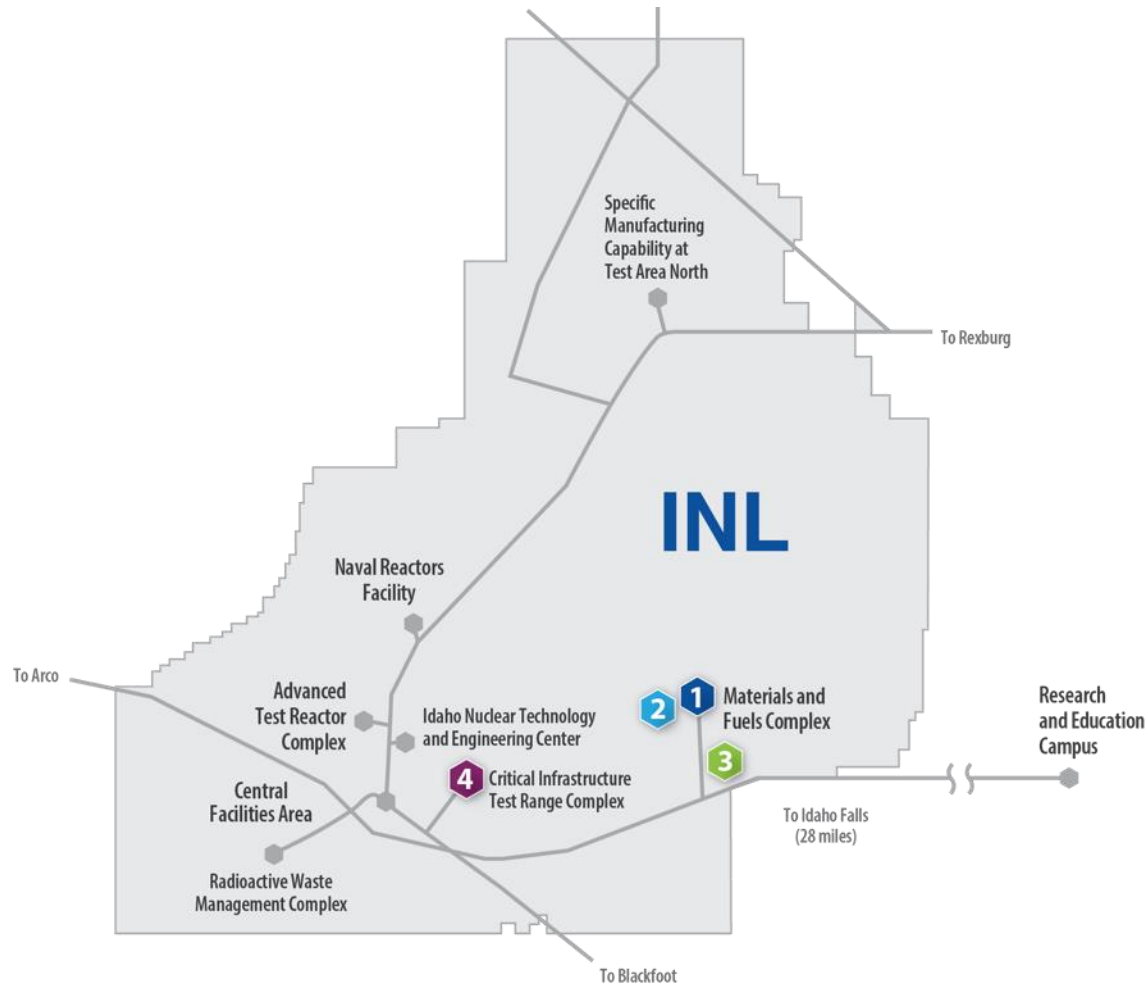 Specific
Manufacturing
Capability at
Test Area North
To Rexburg
INL
Naval Reactors
Facility
To Arco
Advanced
Test Reactor
Complex
Idaho Nuclear Technology
and Engineering Center
2
1
Materials and
Fuels Complex
3
Research
and Education
Campus
4
Critical Infrastructure
Test Range Complex
Central
Facilities Area
To Idaho Falls
(28 miles)
Radioactive Waste
Management Complex
To Blackfoot